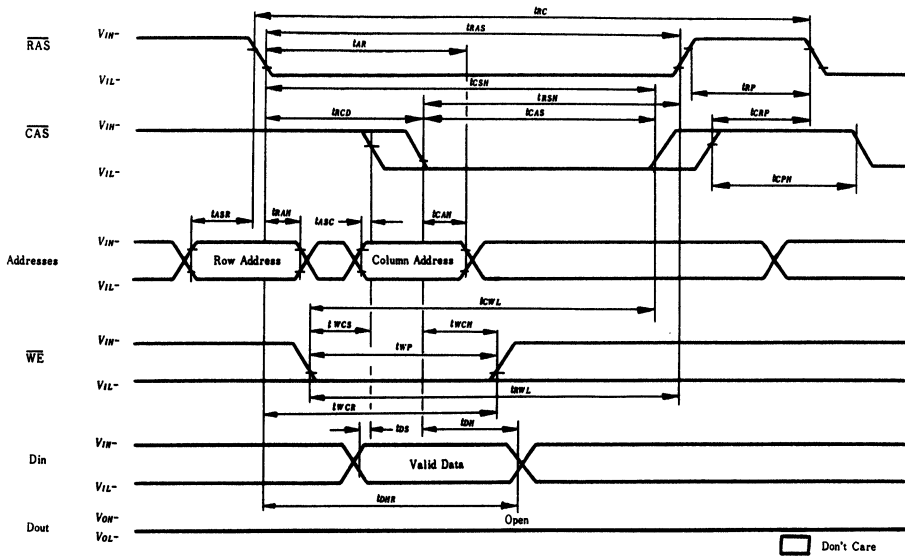 tRC
RAS
VIH-
tRAS
tAR
VIL-
tCSH
tRP
tRSH
tRCD
tCAS
tCRP
CAS
VIH-
VIL-
tCPN
tASR
tRAH
tASC
tCAH
Addresses
VIH-
Row Address
Column Address
VIL-
tCWL
tWCS
tWCH
WE
VIH-
tWP
VIL-
tRWL
tWCR
tDS
tDH
Din
VIH-
Valid Data
VIL-
tDHR
Open
Dout
VOH-
VOL-
Don't Care